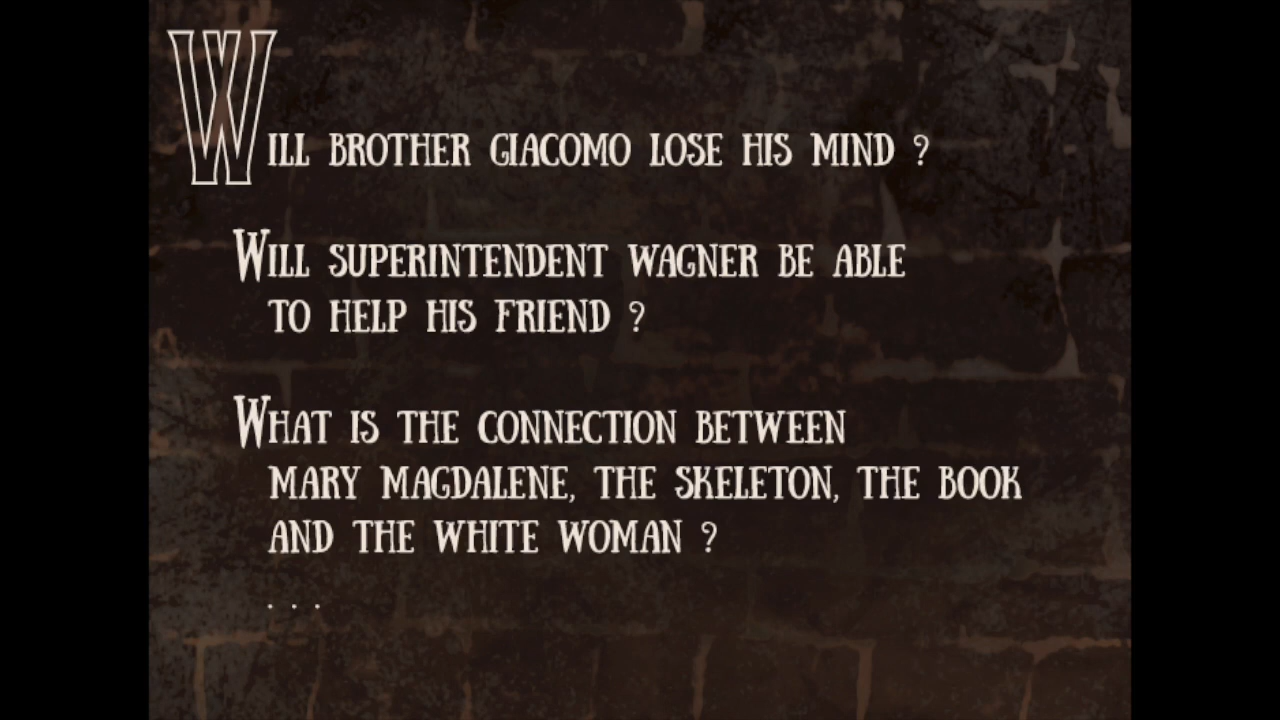 WILL BROTHER GIACOMO LOSE HIS MIND ?
WILL SUPERINTENDENT WAGNER BE ABLE
TO HELP HIS FRIEND ?
WHAT IS THE CONNECTION BETWEEN
MARY MAGDALENE, THE SKELETON, THE BOOK
AND THE WHITE WOMAN ?
. . .